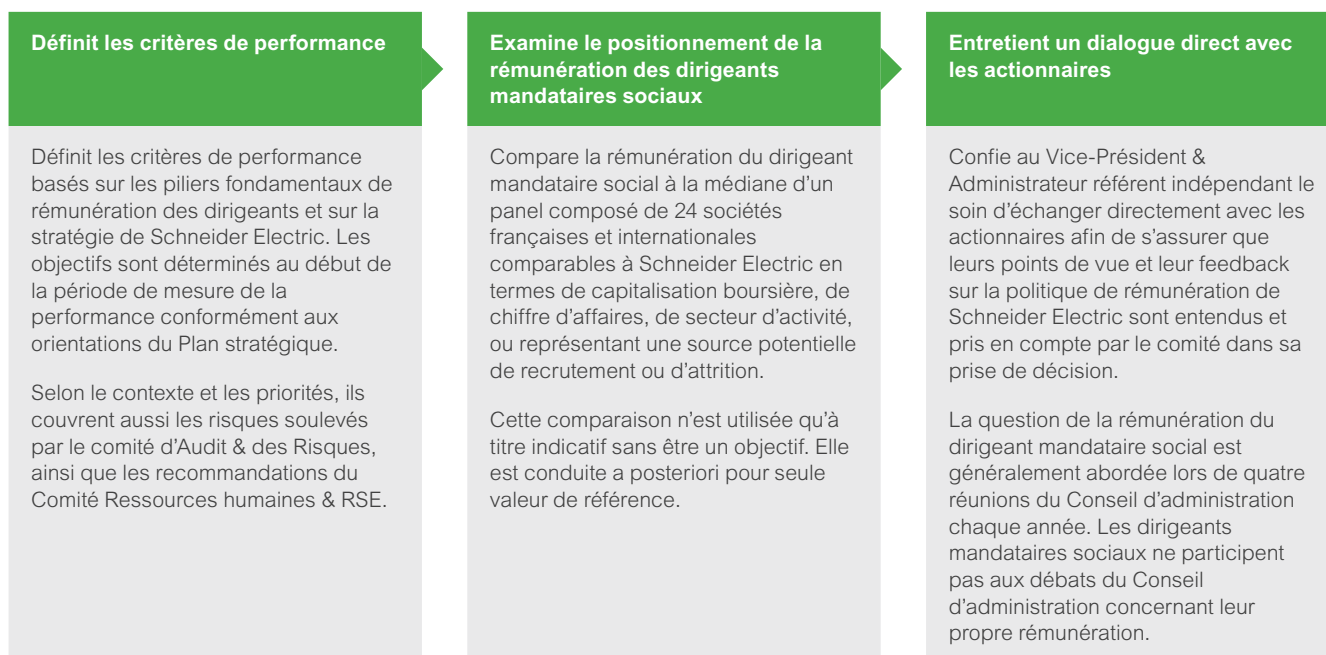 Définit les critères de performance
Définit les critères de performance
basés sur les piliers fondamentaux de
rémunération des dirigeants et sur la
stratégie de Schneider Electric. Les
objectifs sont déterminés au début de
la période de mesure de la
performance conformément aux
orientations du Plan stratégique.
Selon le contexte et les priorités, ils
couvrent aussi les risques soulevés
par le comité d’Audit & des Risques,
ainsi que les recommandations du
Comité Ressources humaines & RSE.
Examine le positionnement de la
rémunération des dirigeants
mandataires sociaux
Compare la rémunération du dirigeant
mandataire social à la médiane d’un
panel composé de 24 sociétés
françaises et internationales
comparables à Schneider Electric en
termes de capitalisation boursière, de
chiffre d’affaires, de secteur d’activité,
ou représentant une source potentielle
de recrutement ou d’attrition.
Cette comparaison n’est utilisée qu’à
titre indicatif sans être un objectif. Elle
est conduite a posteriori pour seule
valeur de référence.
Entretient un dialogue direct avec
les actionnaires
Confie au Vice-Président &
Administrateur référent indépendant le
soin d’échanger directement avec les
actionnaires afin de s’assurer que
leurs points de vue et leur feedback
sur la politique de rémunération de
Schneider Electric sont entendus et
pris en compte par le comité dans sa
prise de décision.
La question de la rémunération du
dirigeant mandataire social est
généralement abordée lors de quatre
réunions du Conseil d’administration
chaque année. Les dirigeants
mandataires sociaux ne participent
pas aux débats du Conseil
d’administration concernant leur
propre rémunération.